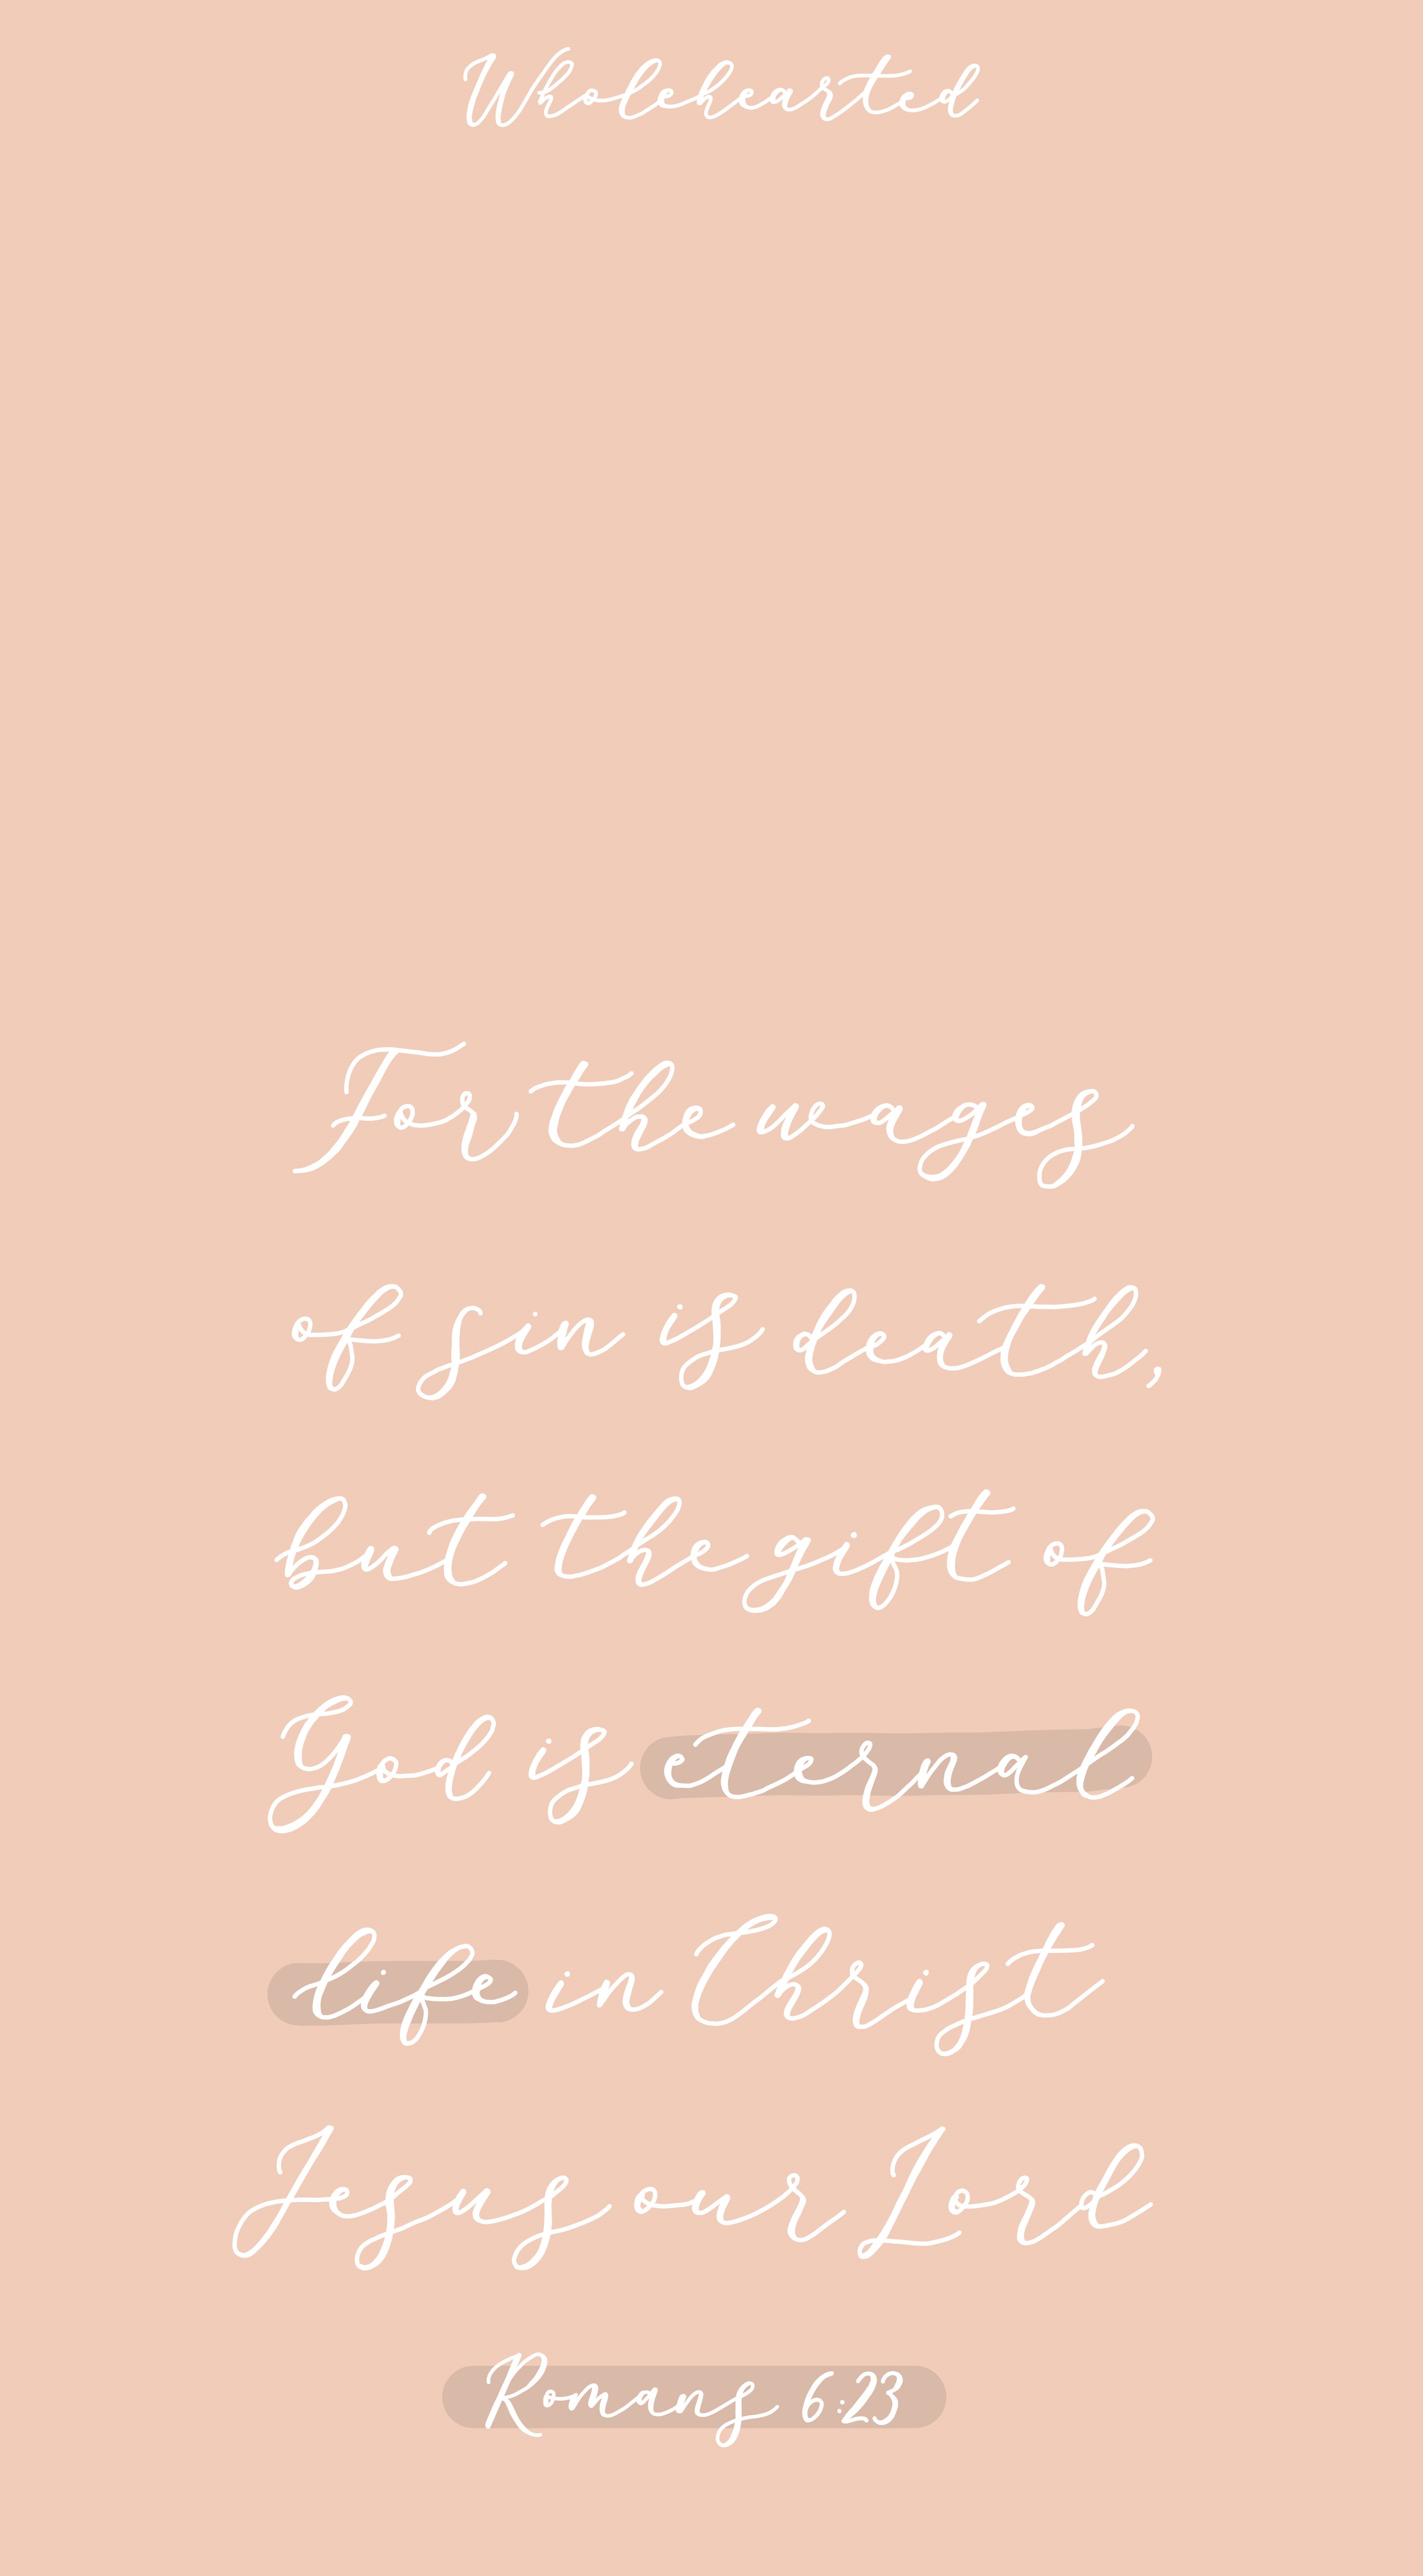 Wholehearted
For the wages
of sin is death,
but the gift of
God is eternal
life in Christ
Jesus our Lord
Romans 6:23